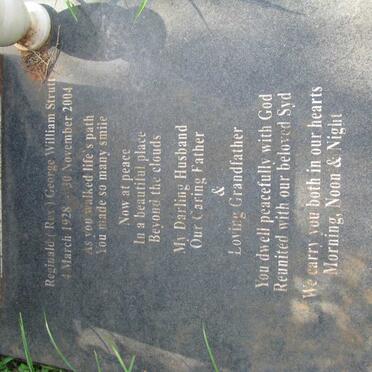 Reginald ( Rex ) George William Strutt
4 March 1928 - 30 November 2004
As you walked life's path
You made so many smile
Now at peace
In a beautiful place
Beyond the clouds
My Darling Husband
Our Caring Father
&
Loving Grandfather
You dwell peacefully with God
Reunited with our beloved Syd
We carry you both in our hearts
Morning, Noon & Night